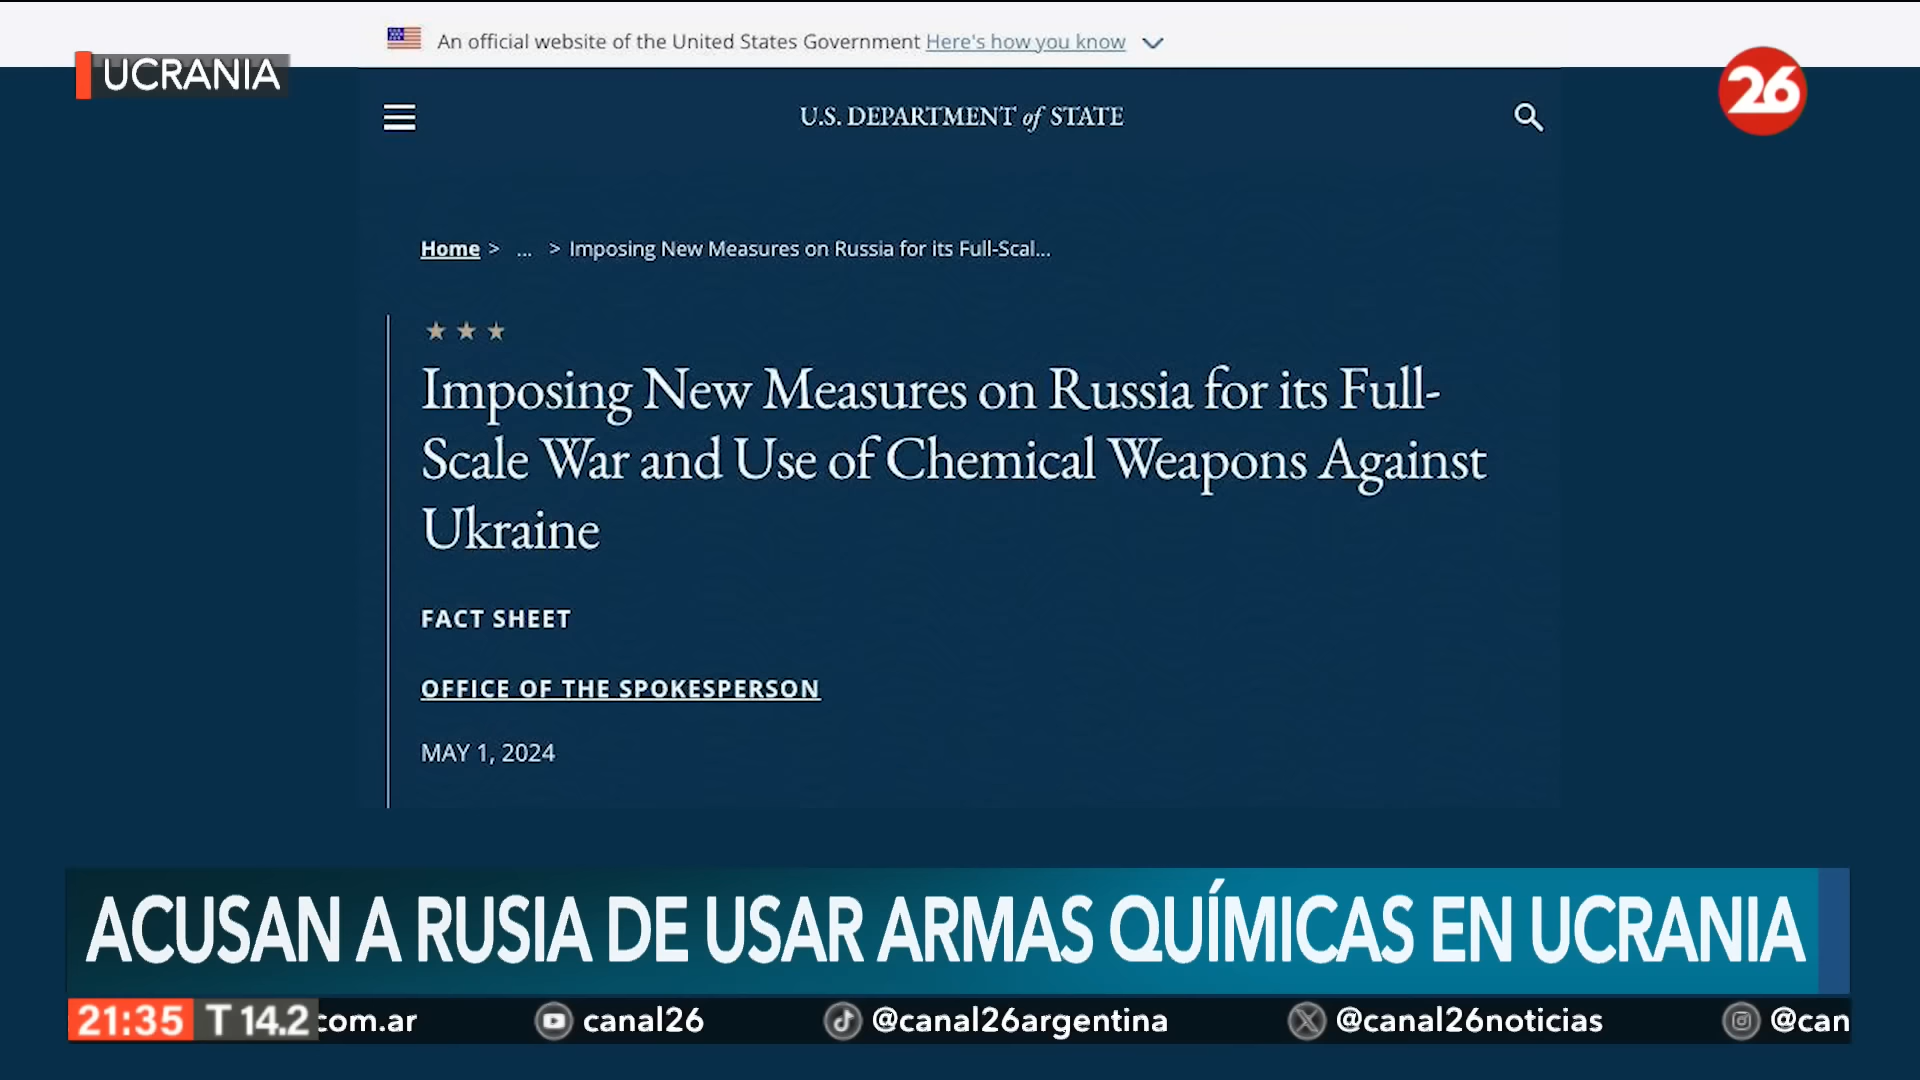 An official website of the United States Government Here's how you know
UCRANIA
26
U.S. DEPARTMENT of STATE
Home > ... > Imposing New Measures on Russia for its Full-Scal...
Imposing New Measures on Russia for its Full-
Scale War and Use of Chemical Weapons Against
Ukraine
FACT SHEET
OFFICE OF THE SPOKESPERSON
MAY 1, 2024
ACUSAN A RUSIA DE USAR ARMAS QUÍMICAS EN UCRANIA
21:35 T 14.2 com.ar canal26 @canal26argentina @canal26noticias @can